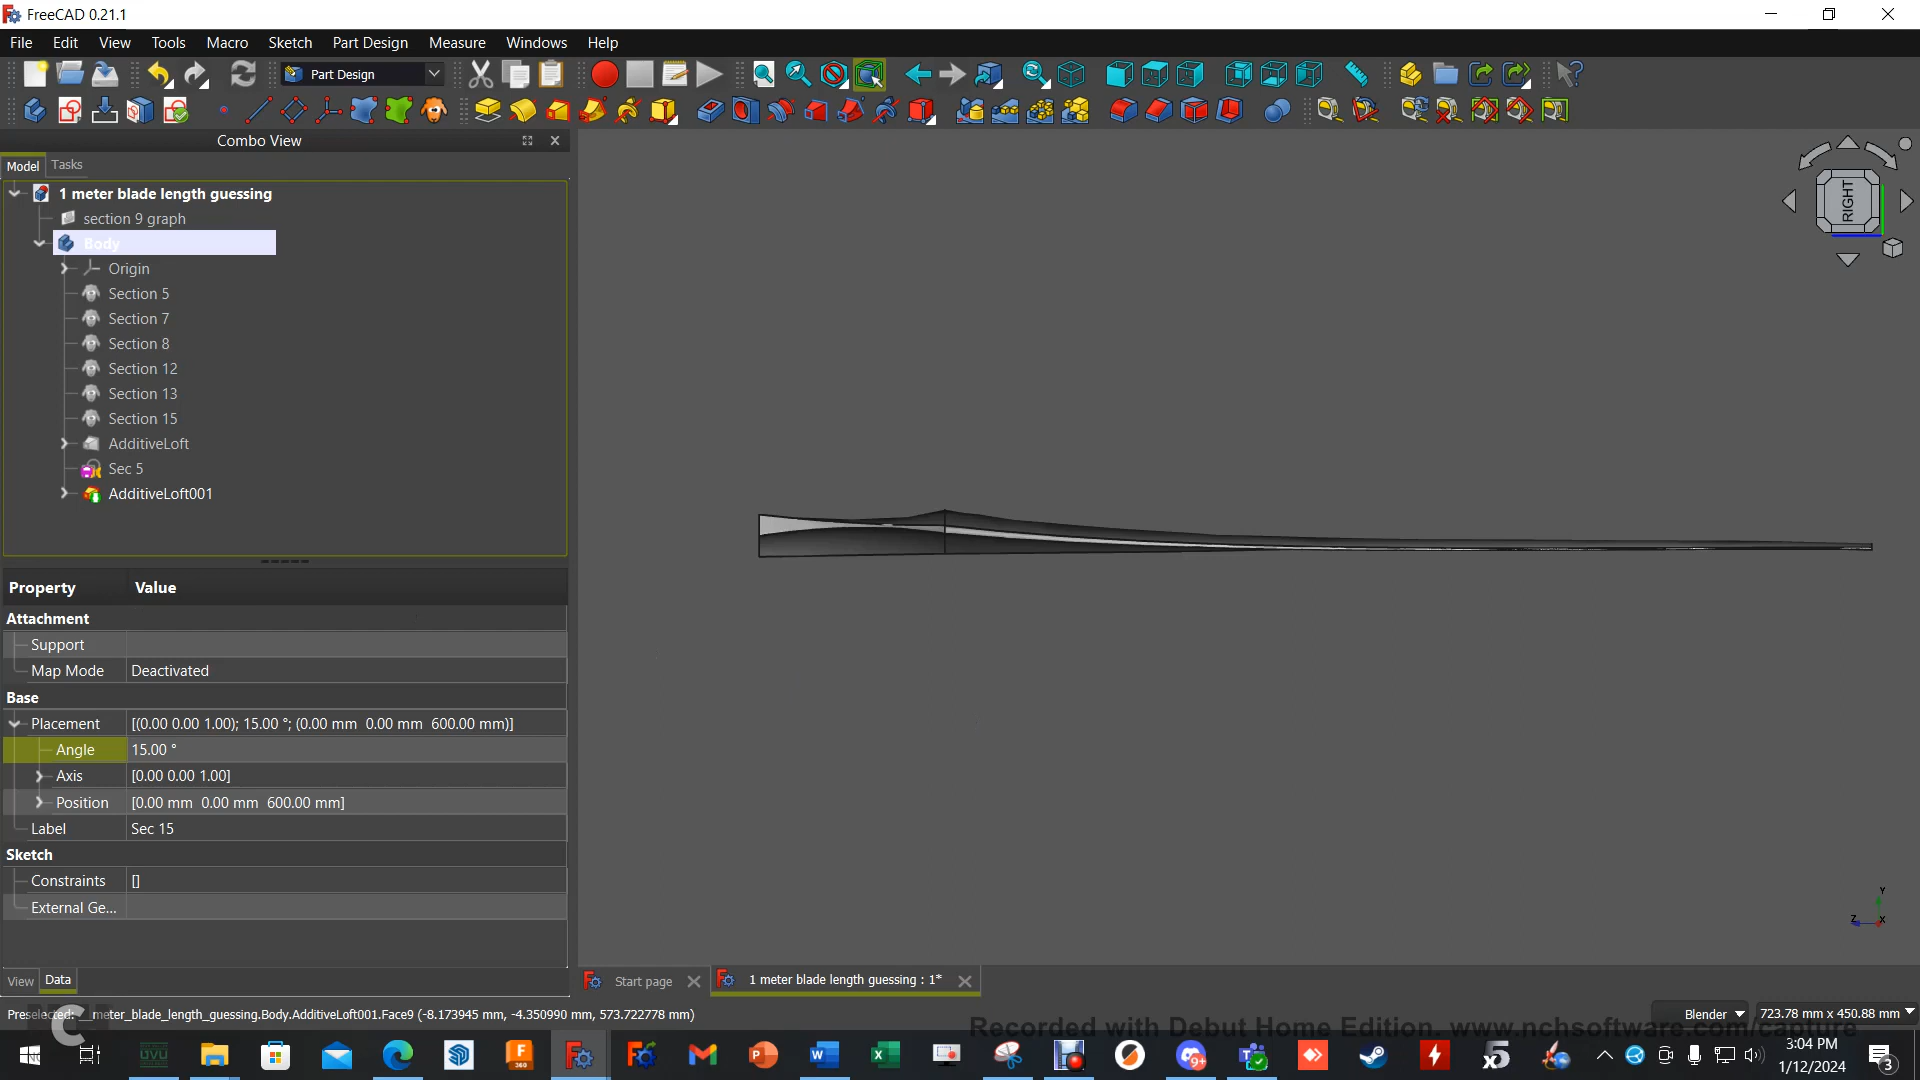 FreeCAD 0.21.1
File Edit View Tools Macro Sketch Part Design Measure Windows Help
Part Design
Combo View
Model Tasks
1 meter blade length guessing
section 9 graph
Body
Origin
Section 5
Section 7
Section 8
Section 12
Section 13
Section 15
AdditiveLoft
Sec 5
AdditiveLoft001
RIGHT
Property Value
Attachment
Support
Map Mode Deactivated
Base
Placement [(0.00 0.00 1.00); 15.00 °; (0.00 mm 0.00 mm 600.00 mm)]
Angle 15.00 °
Axis [0.00 0.00 1.00]
Position [0.00 mm 0.00 mm 600.00 mm]
Label Sec 15
Sketch
Constraints []
External Ge...
Y
Z
X
View Data
Start page
1 meter blade length guessing : 1*
Preselected: __meter_blade_length_guessing.Body.AdditiveLoft001.Face9 (-8.173945 mm, -4.350990 mm, 573.722778 mm)
Blender
723.78 mm x 450.88 mm
Recorded with Debut Home Edition. www.nchsoftware.com/capture
UVU
F
360
9+
3:04 PM
1/12/2024
3